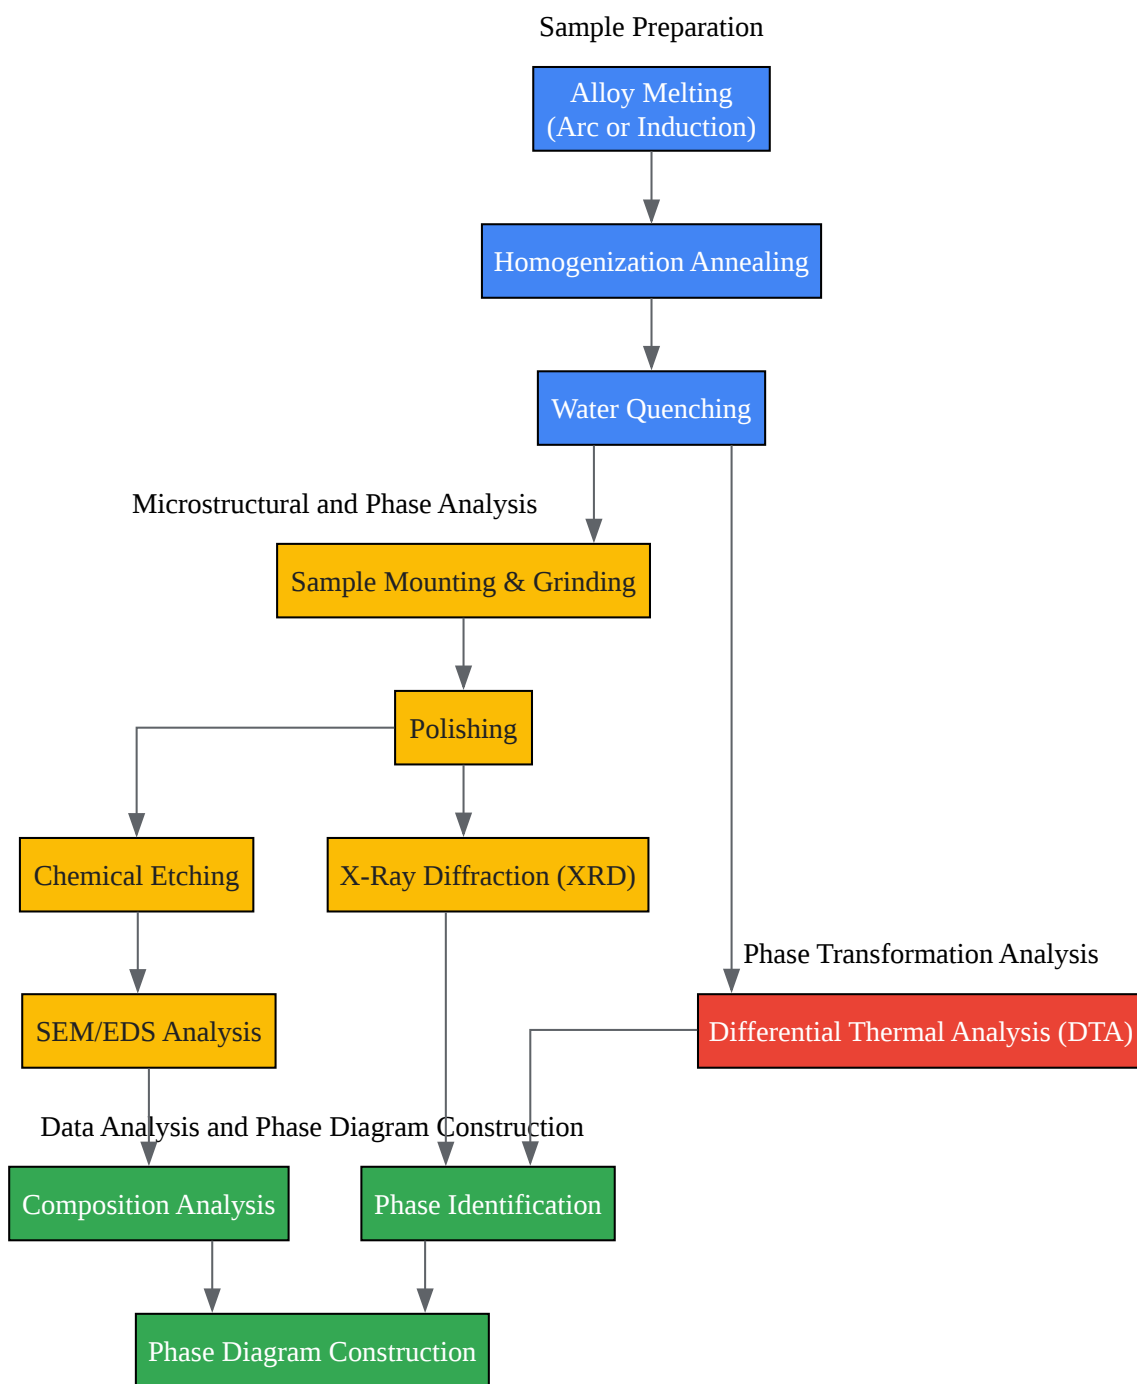 Sample Preparation
Alloy Melting
(Arc or Induction)
Homogenization Annealing
Water Quenching
Microstructural and Phase Analysis
Sample Mounting & Grinding
Polishing
Chemical Etching
X-Ray Diffraction (XRD)
Phase Transformation Analysis
SEM/EDS Analysis
Differential Thermal Analysis (DTA)
Data Analysis and Phase Diagram Construction
Composition Analysis
Phase Identification
Phase Diagram Construction